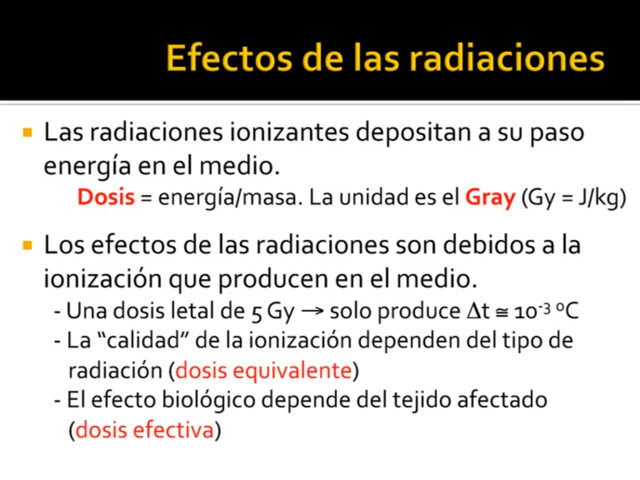 Efectos de las radiaciones
▪ Las radiaciones ionizantes depositan a su paso
energía en el medio.
Dosis = energía/masa. La unidad es el Gray (Gy = J/kg)
▪ Los efectos de las radiaciones son debidos a la
ionización que producen en el medio.
- Una dosis letal de 5 Gy → solo produce Δt ≅ 10⁻³ ºC
- La “calidad” de la ionización dependen del tipo de
radiación (dosis equivalente)
- El efecto biológico depende del tejido afectado
(dosis efectiva)